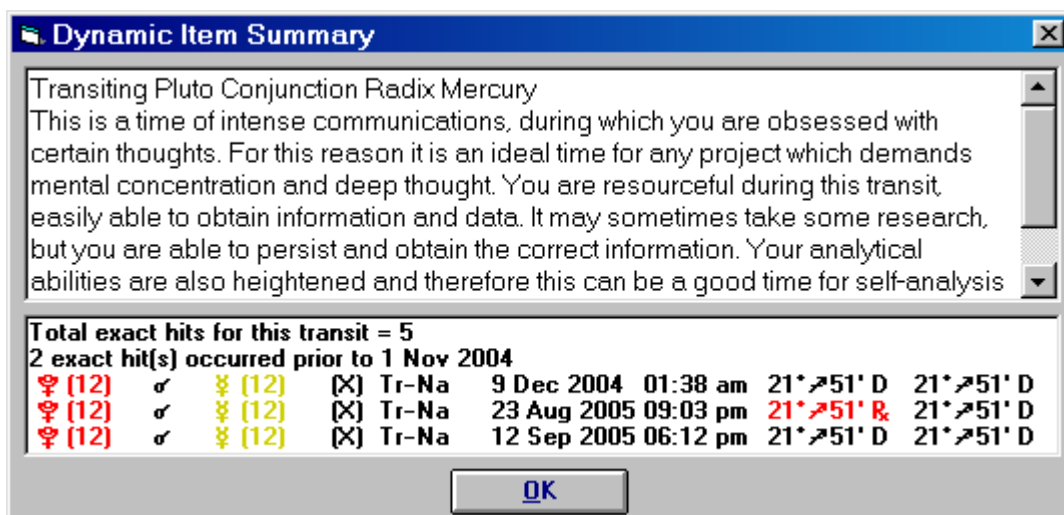 Dynamic Item Summary
Transiting Pluto Conjunction Radix Mercury
This is a time of intense communications, during which you are obsessed with
certain thoughts. For this reason it is an ideal time for any project which demands
mental concentration and deep thought. You are resourceful during this transit,
easily able to obtain information and data. It may sometimes take some research,
but you are able to persist and obtain the correct information. Your analytical
abilities are also heightened and therefore this can be a good time for self-analysis
Total exact hits for this transit = 5
2 exact hit(s) occurred prior to 1 Nov 2004
♆ (12) ☌ ☿ (12) (X) Tr-Na 9 Dec 2004 01:38 am 21°♐51' D 21°♐51' D
♆ (12) ☌ ☿ (12) (X) Tr-Na 23 Aug 2005 09:03 pm 21°♐51' ℞ 21°♐51' D
♆ (12) ☌ ☿ (12) (X) Tr-Na 12 Sep 2005 06:12 pm 21°♐51' D 21°♐51' D
OK